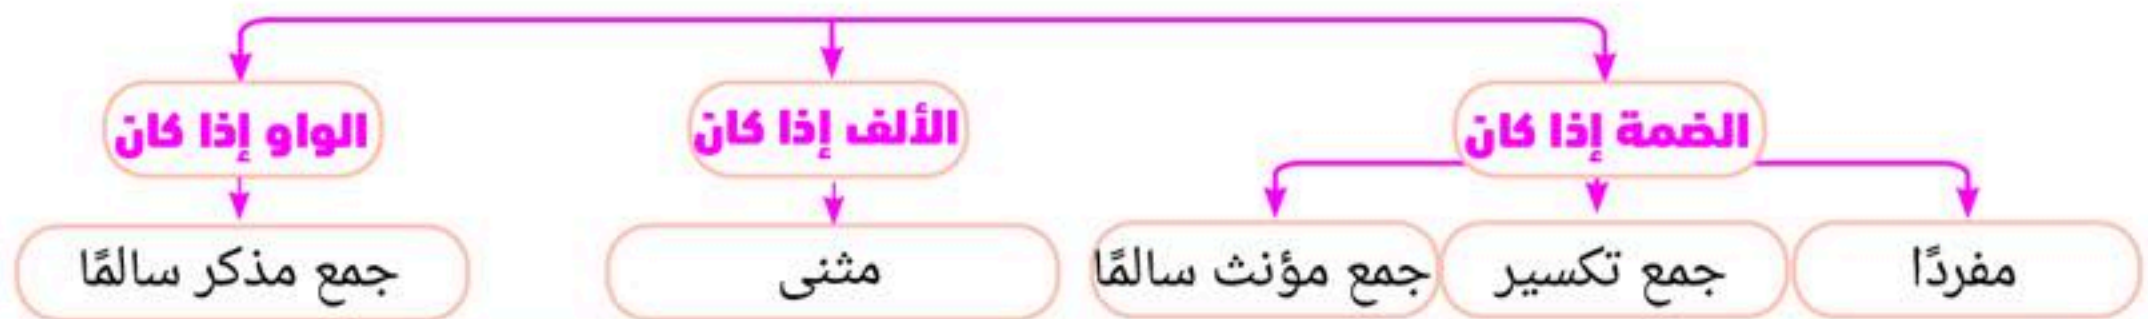 الضمة إذا كان
الألف إذا كان
الواو إذا كان
مفردًا
جمع تكسير
جمع مؤنث سالمًا
مثنى
جمع مذكر سالمًا